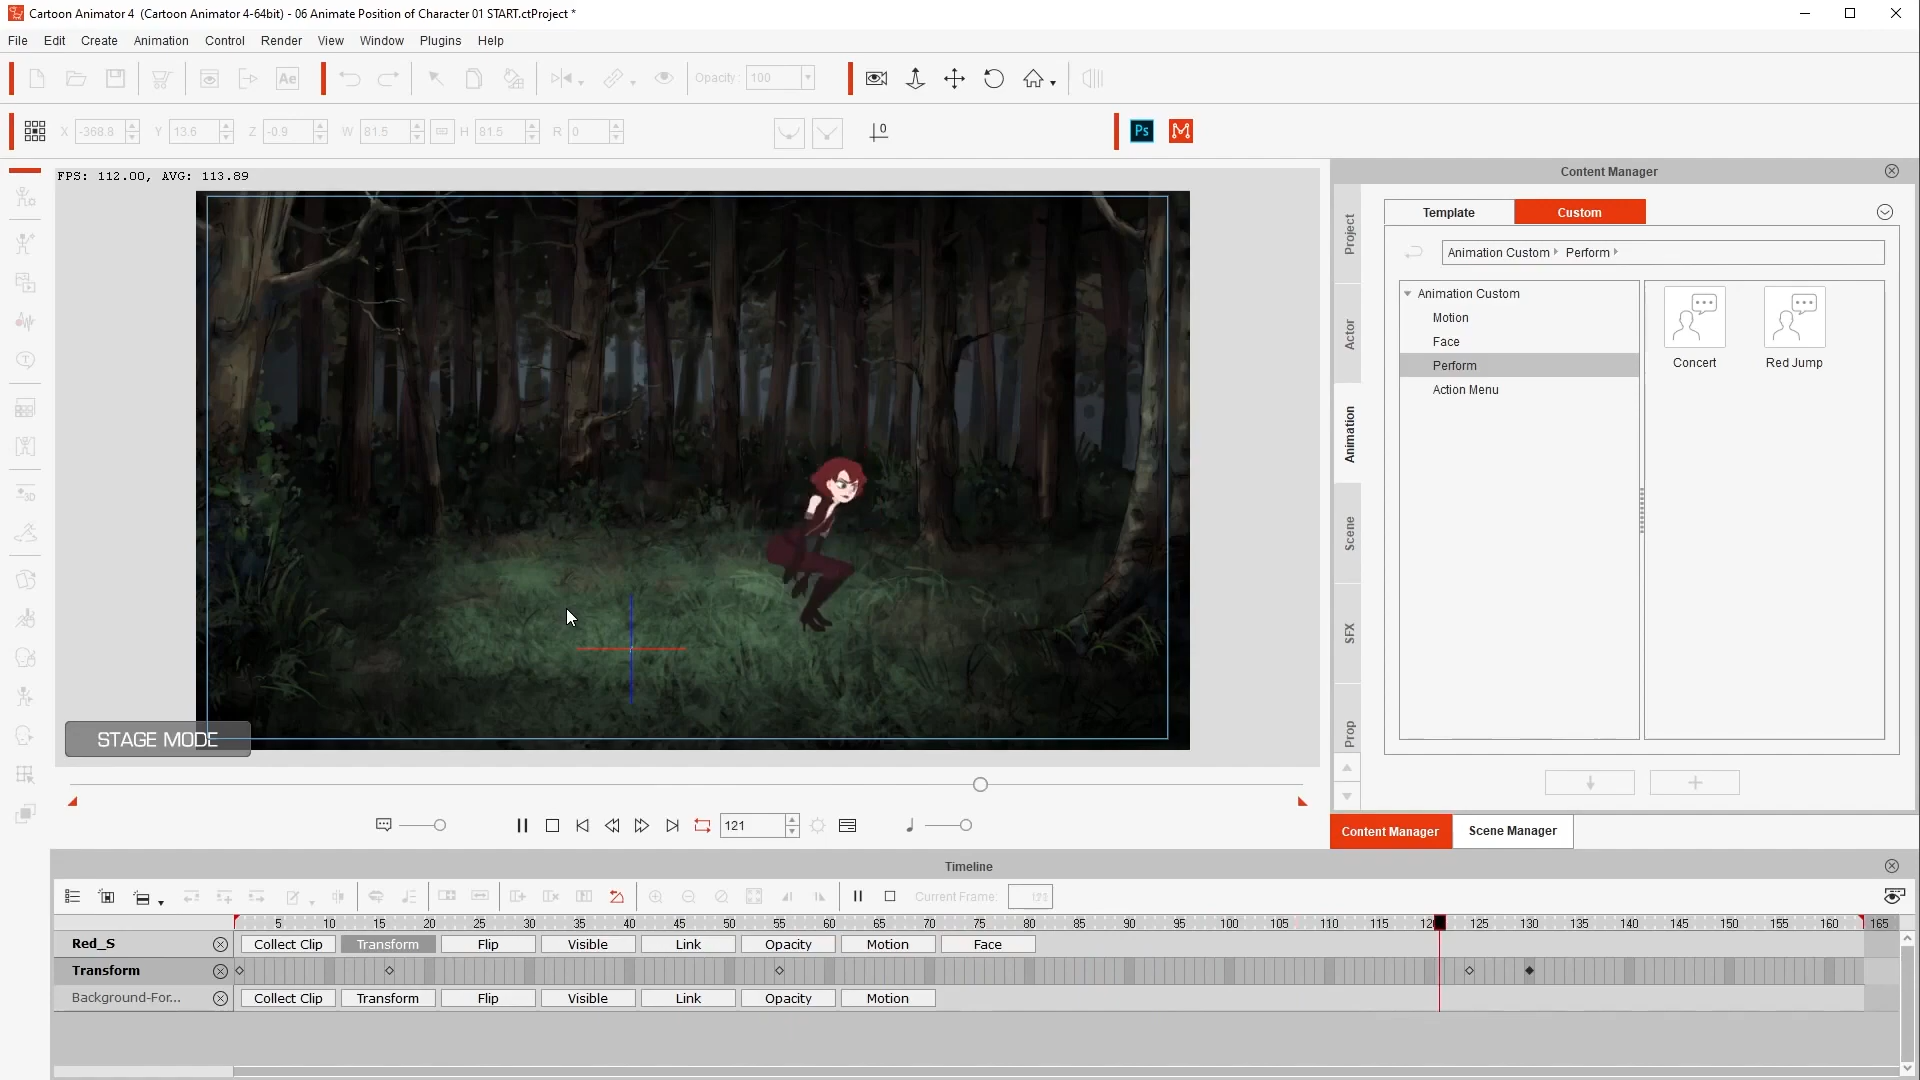 Cartoon Animator 4 (Cartoon Animator 4-64bit) - 06 Animate Position of Character 01 START.ctProject *
File Edit Create Animation Control Render View Window Plugins Help
Ae Opacity: 100
X -368.8 Y 13.6 Z -0.9 W 81.5 H 81.5 R 0 0 Ps
FPS: 112.00, AVG: 113.89
STAGE MODE
3D
Content Manager
Project
Actor
Animation
Scene
SFX
Prop
Template Custom
Animation Custom Perform
Animation Custom
Motion
Face
Perform
Action Menu
Concert Red Jump
121
Content Manager Scene Manager
Timeline
Current Frame:
5 10 15 20 25 30 35 40 45 50 55 60 65 70 75 80 85 90 95 100 105 110 115 125 130 135 140 145 150 155 160 165
Red_S Collect Clip Transform Flip Visible Link Opacity Motion Face
Transform
Background-For... Collect Clip Transform Flip Visible Link Opacity Motion